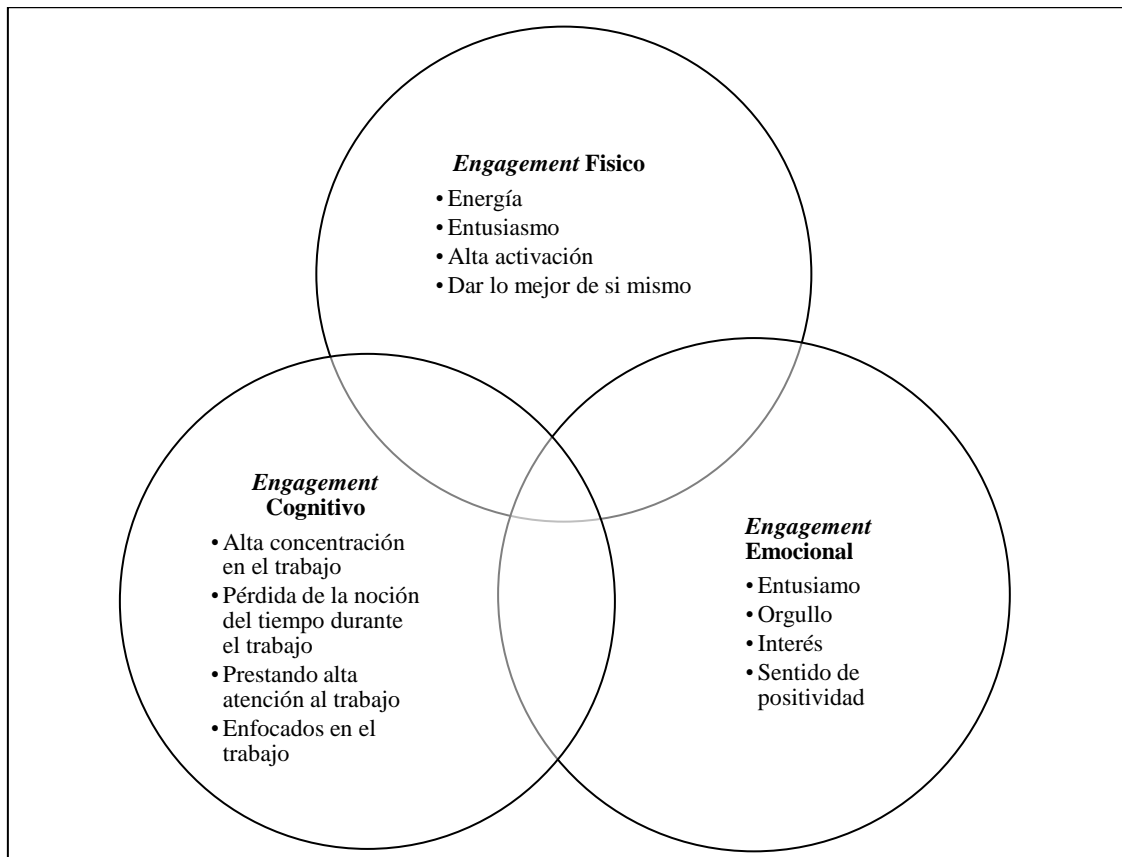 Engagement Fisico
• Energía
• Entusiasmo
• Alta activación
• Dar lo mejor de si mismo
Engagement
Cognitivo
• Alta concentración
en el trabajo
• Pérdida de la noción
del tiempo durante
el trabajo
• Prestando alta
atención al trabajo
• Enfocados en el
trabajo
Engagement
Emocional
• Entusiamo
• Orgullo
• Interés
• Sentido de
positividad